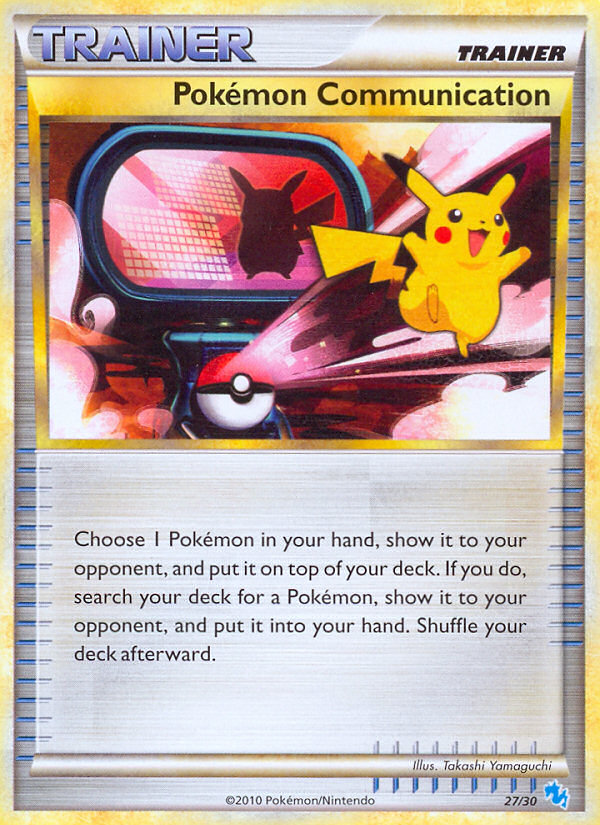 TRAINER
TRAINER
Pokémon Communication
Choose 1 Pokémon in your hand, show it to your
opponent, and put it on top of your deck. If you do,
search your deck for a Pokémon, show it to your
opponent, and put it into your hand. Shuffle your
deck afterward.
Illus. Takashi Yamaguchi
©2010 Pokémon/Nintendo
27/30